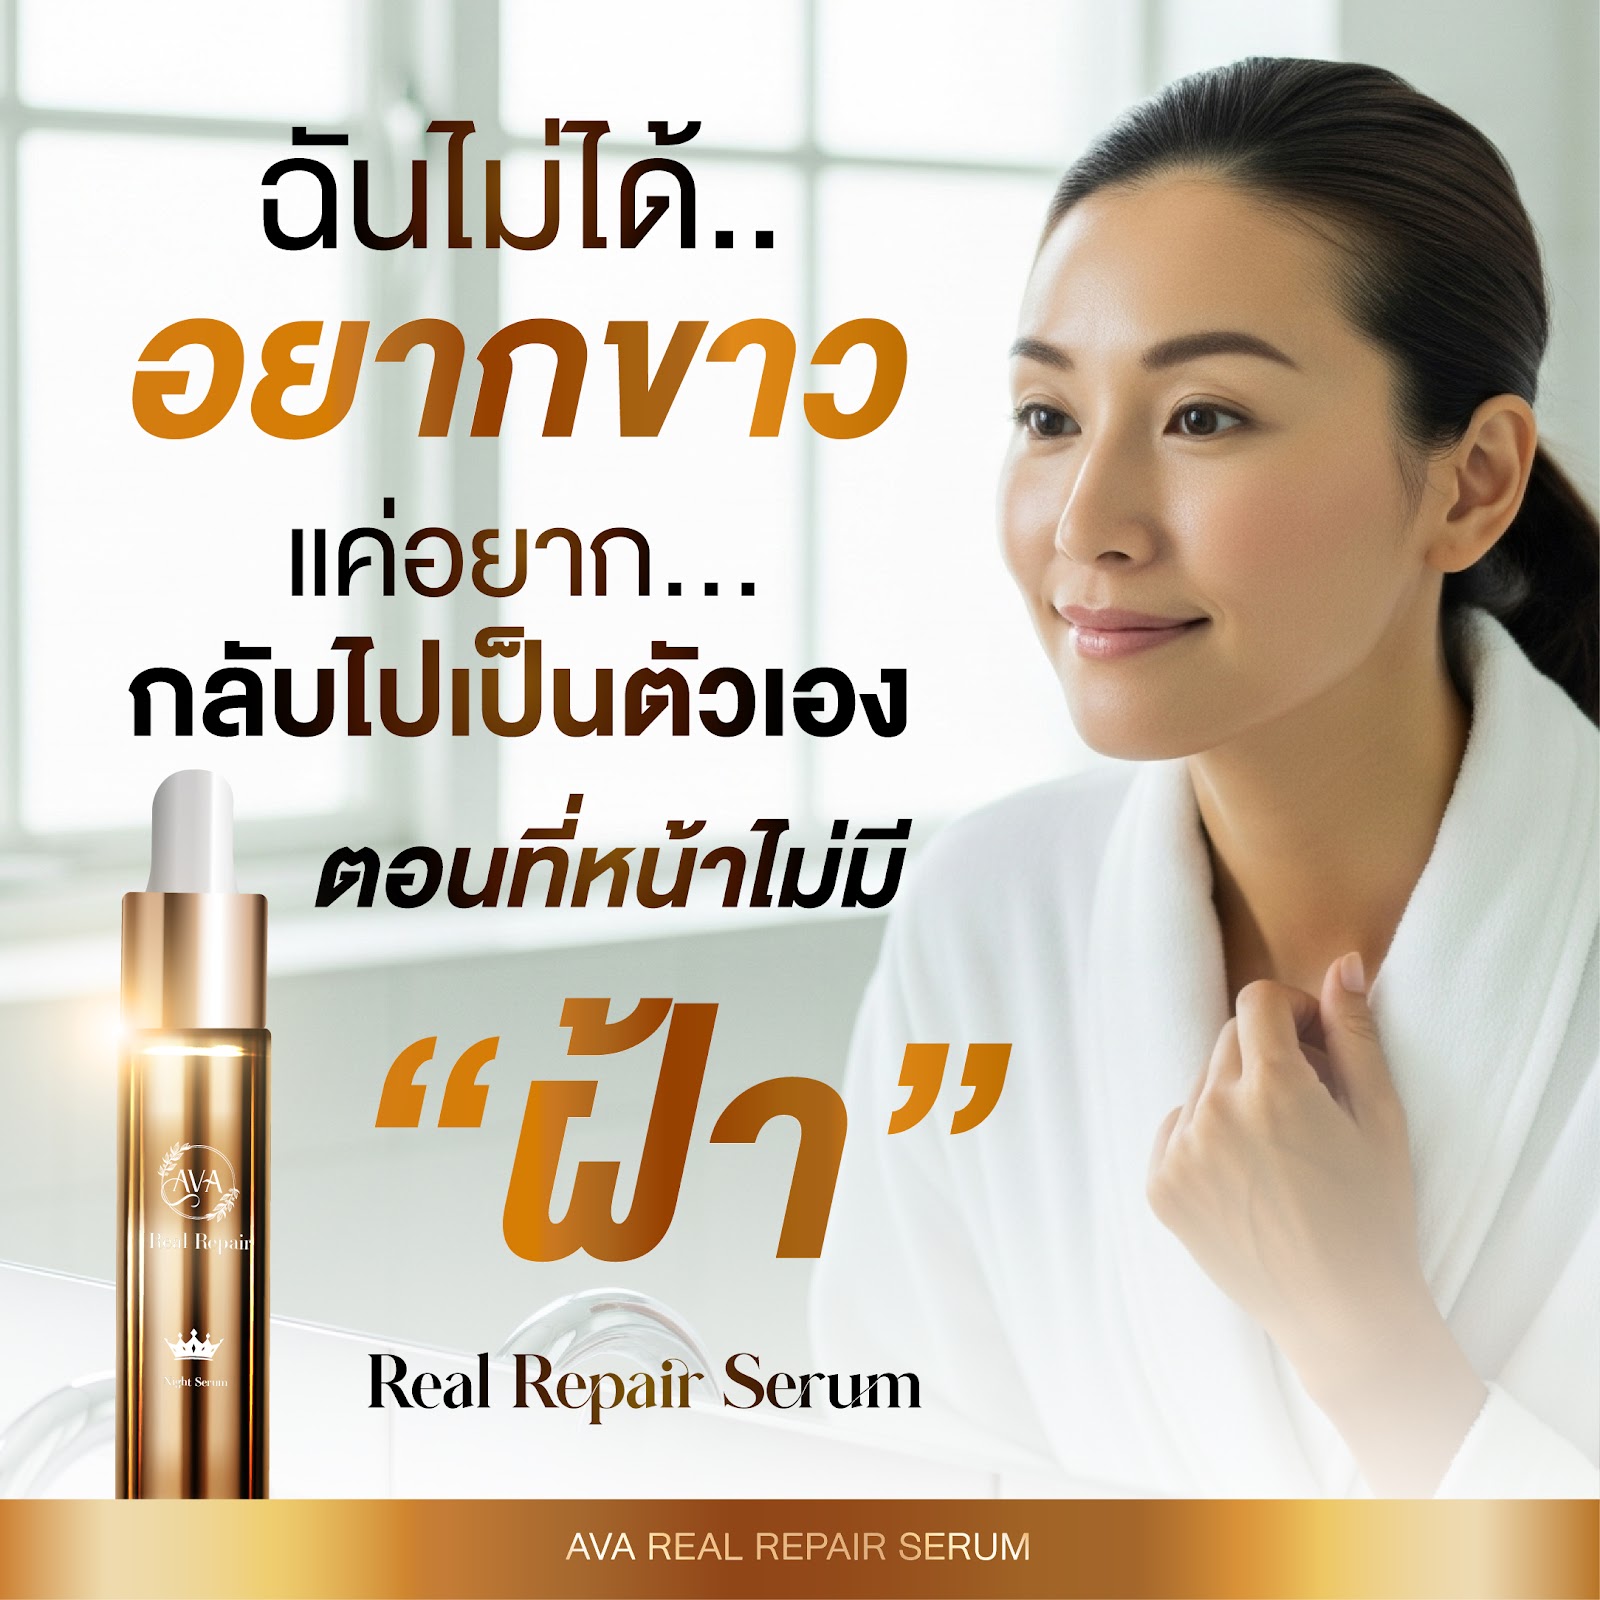 ฉันไม่ได้..
อยากขาว
แค่อยาก...
กลับไปเป็นตัวเอง
ตอนที่หน้าไม่มี
“ฝ้า”
AVA
Real Repair
Night Serum
Real Repair Serum
AVA REAL REPAIR SERUM